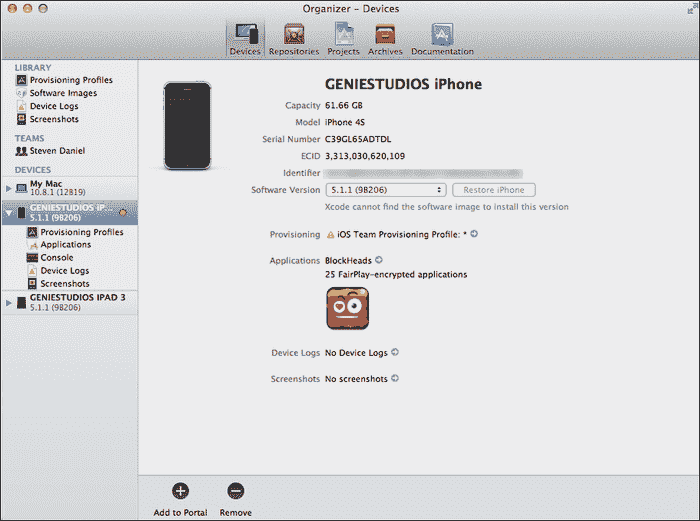 Organizer - Devices
Devices Repositories Projects Archives Documentation
LIBRARY
Provisioning Profiles
Software Images
Device Logs
Screenshots
TEAMS
Steven Daniel
DEVICES
My Mac
10.8.1 (12B19)
GENIESTUDIOS iP...
5.1.1 (9B206)
Provisioning Profiles
Applications
Console
Device Logs
Screenshots
GENIESTUDIOS IPAD 3
5.1.1 (9B206)
GENIESTUDIOS iPhone
Capacity 61.66 GB
Model iPhone 4S
Serial Number C39GL65ADTDL
ECID 3,313,030,620,109
Identifier
Software Version 5.1.1 (9B206) Restore iPhone
Xcode cannot find the software image to install this version
Provisioning iOS Team Provisioning Profile: *
Applications BlockHeads
25 FairPlay-encrypted applications
Device Logs No Device Logs
Screenshots No screenshots
Add to Portal Remove